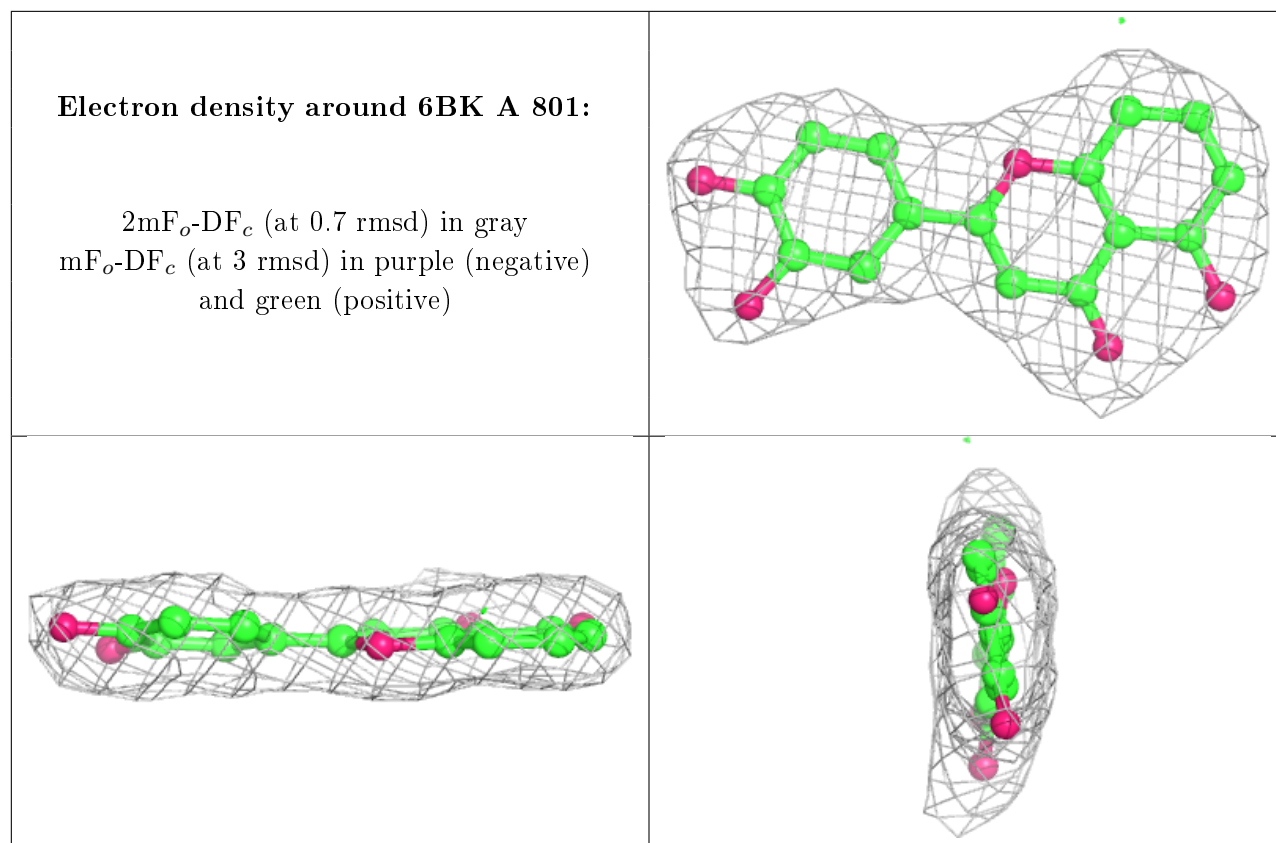 Electron density around 6BK A 801:
2mFo-DFc (at 0.7 rmsd) in gray
mFo-DFc (at 3 rmsd) in purple (negative)
and green (positive)